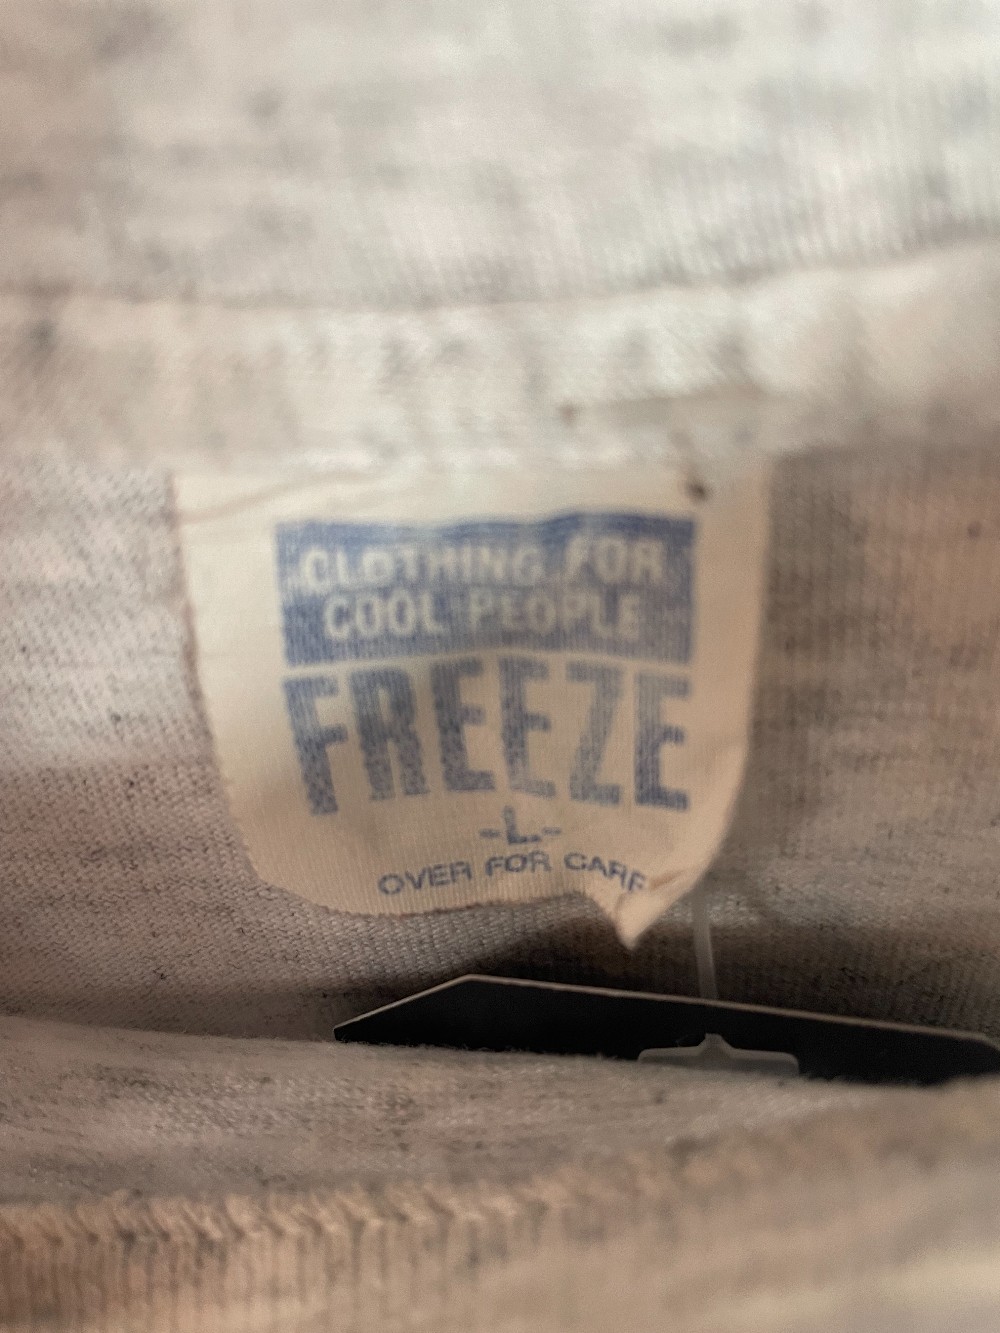 CLOTHING FOR
COOL PEOPLE
FREEZE
-L-
OVER FOR CARE